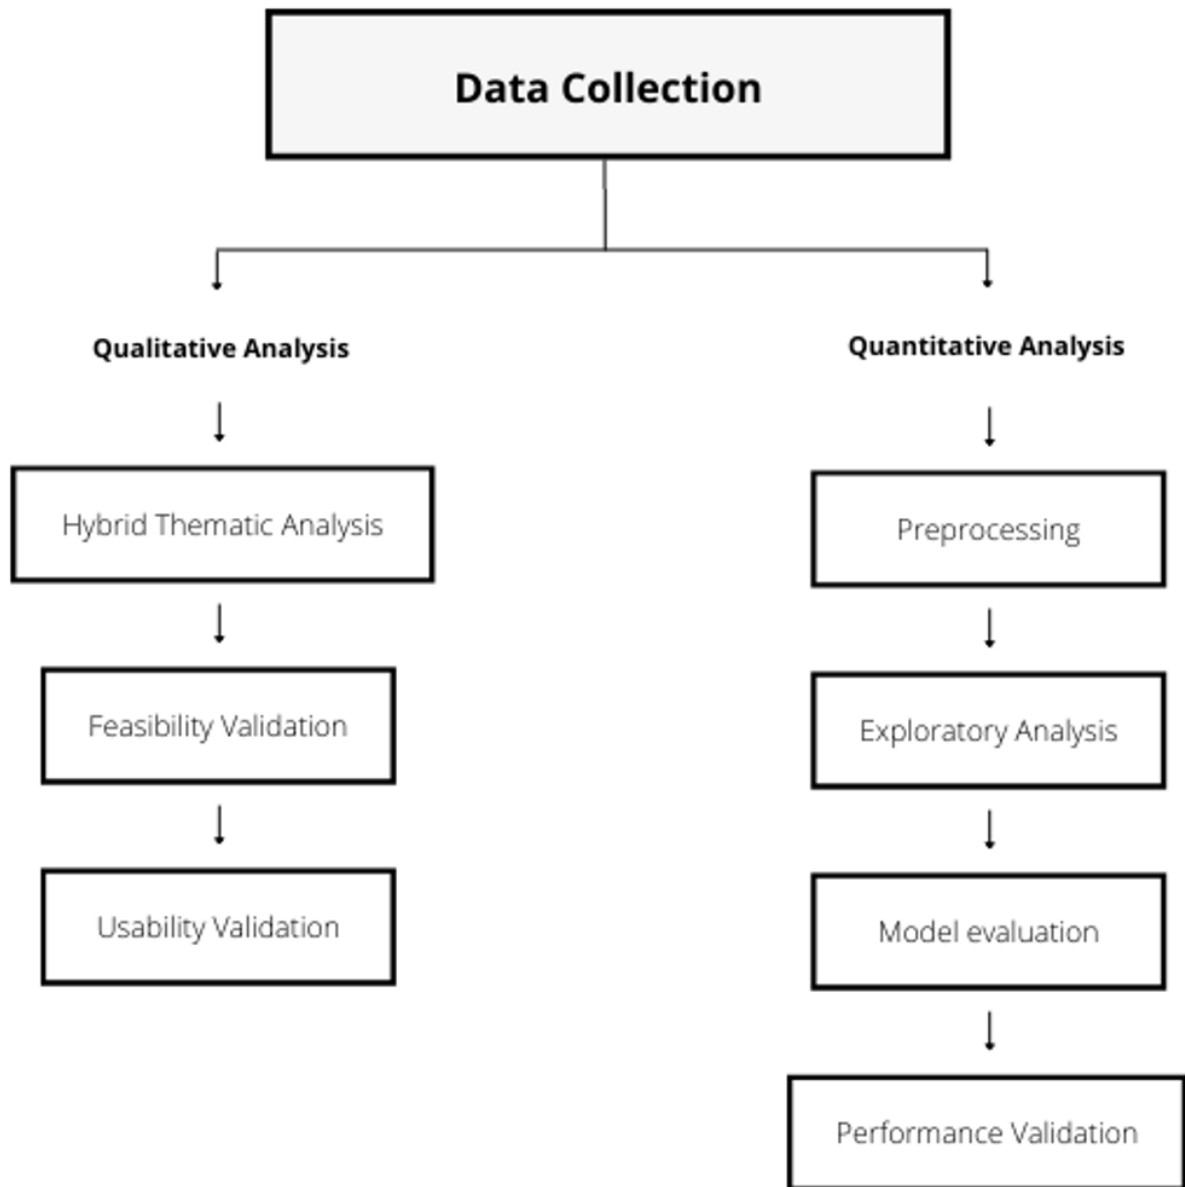 Data Collection
Qualitative Analysis
Quantitative Analysis
Hybrid Thematic Analysis
Preprocessing
Feasibility Validation
Exploratory Analysis
Usability Validation
Model evaluation
Performance Validation